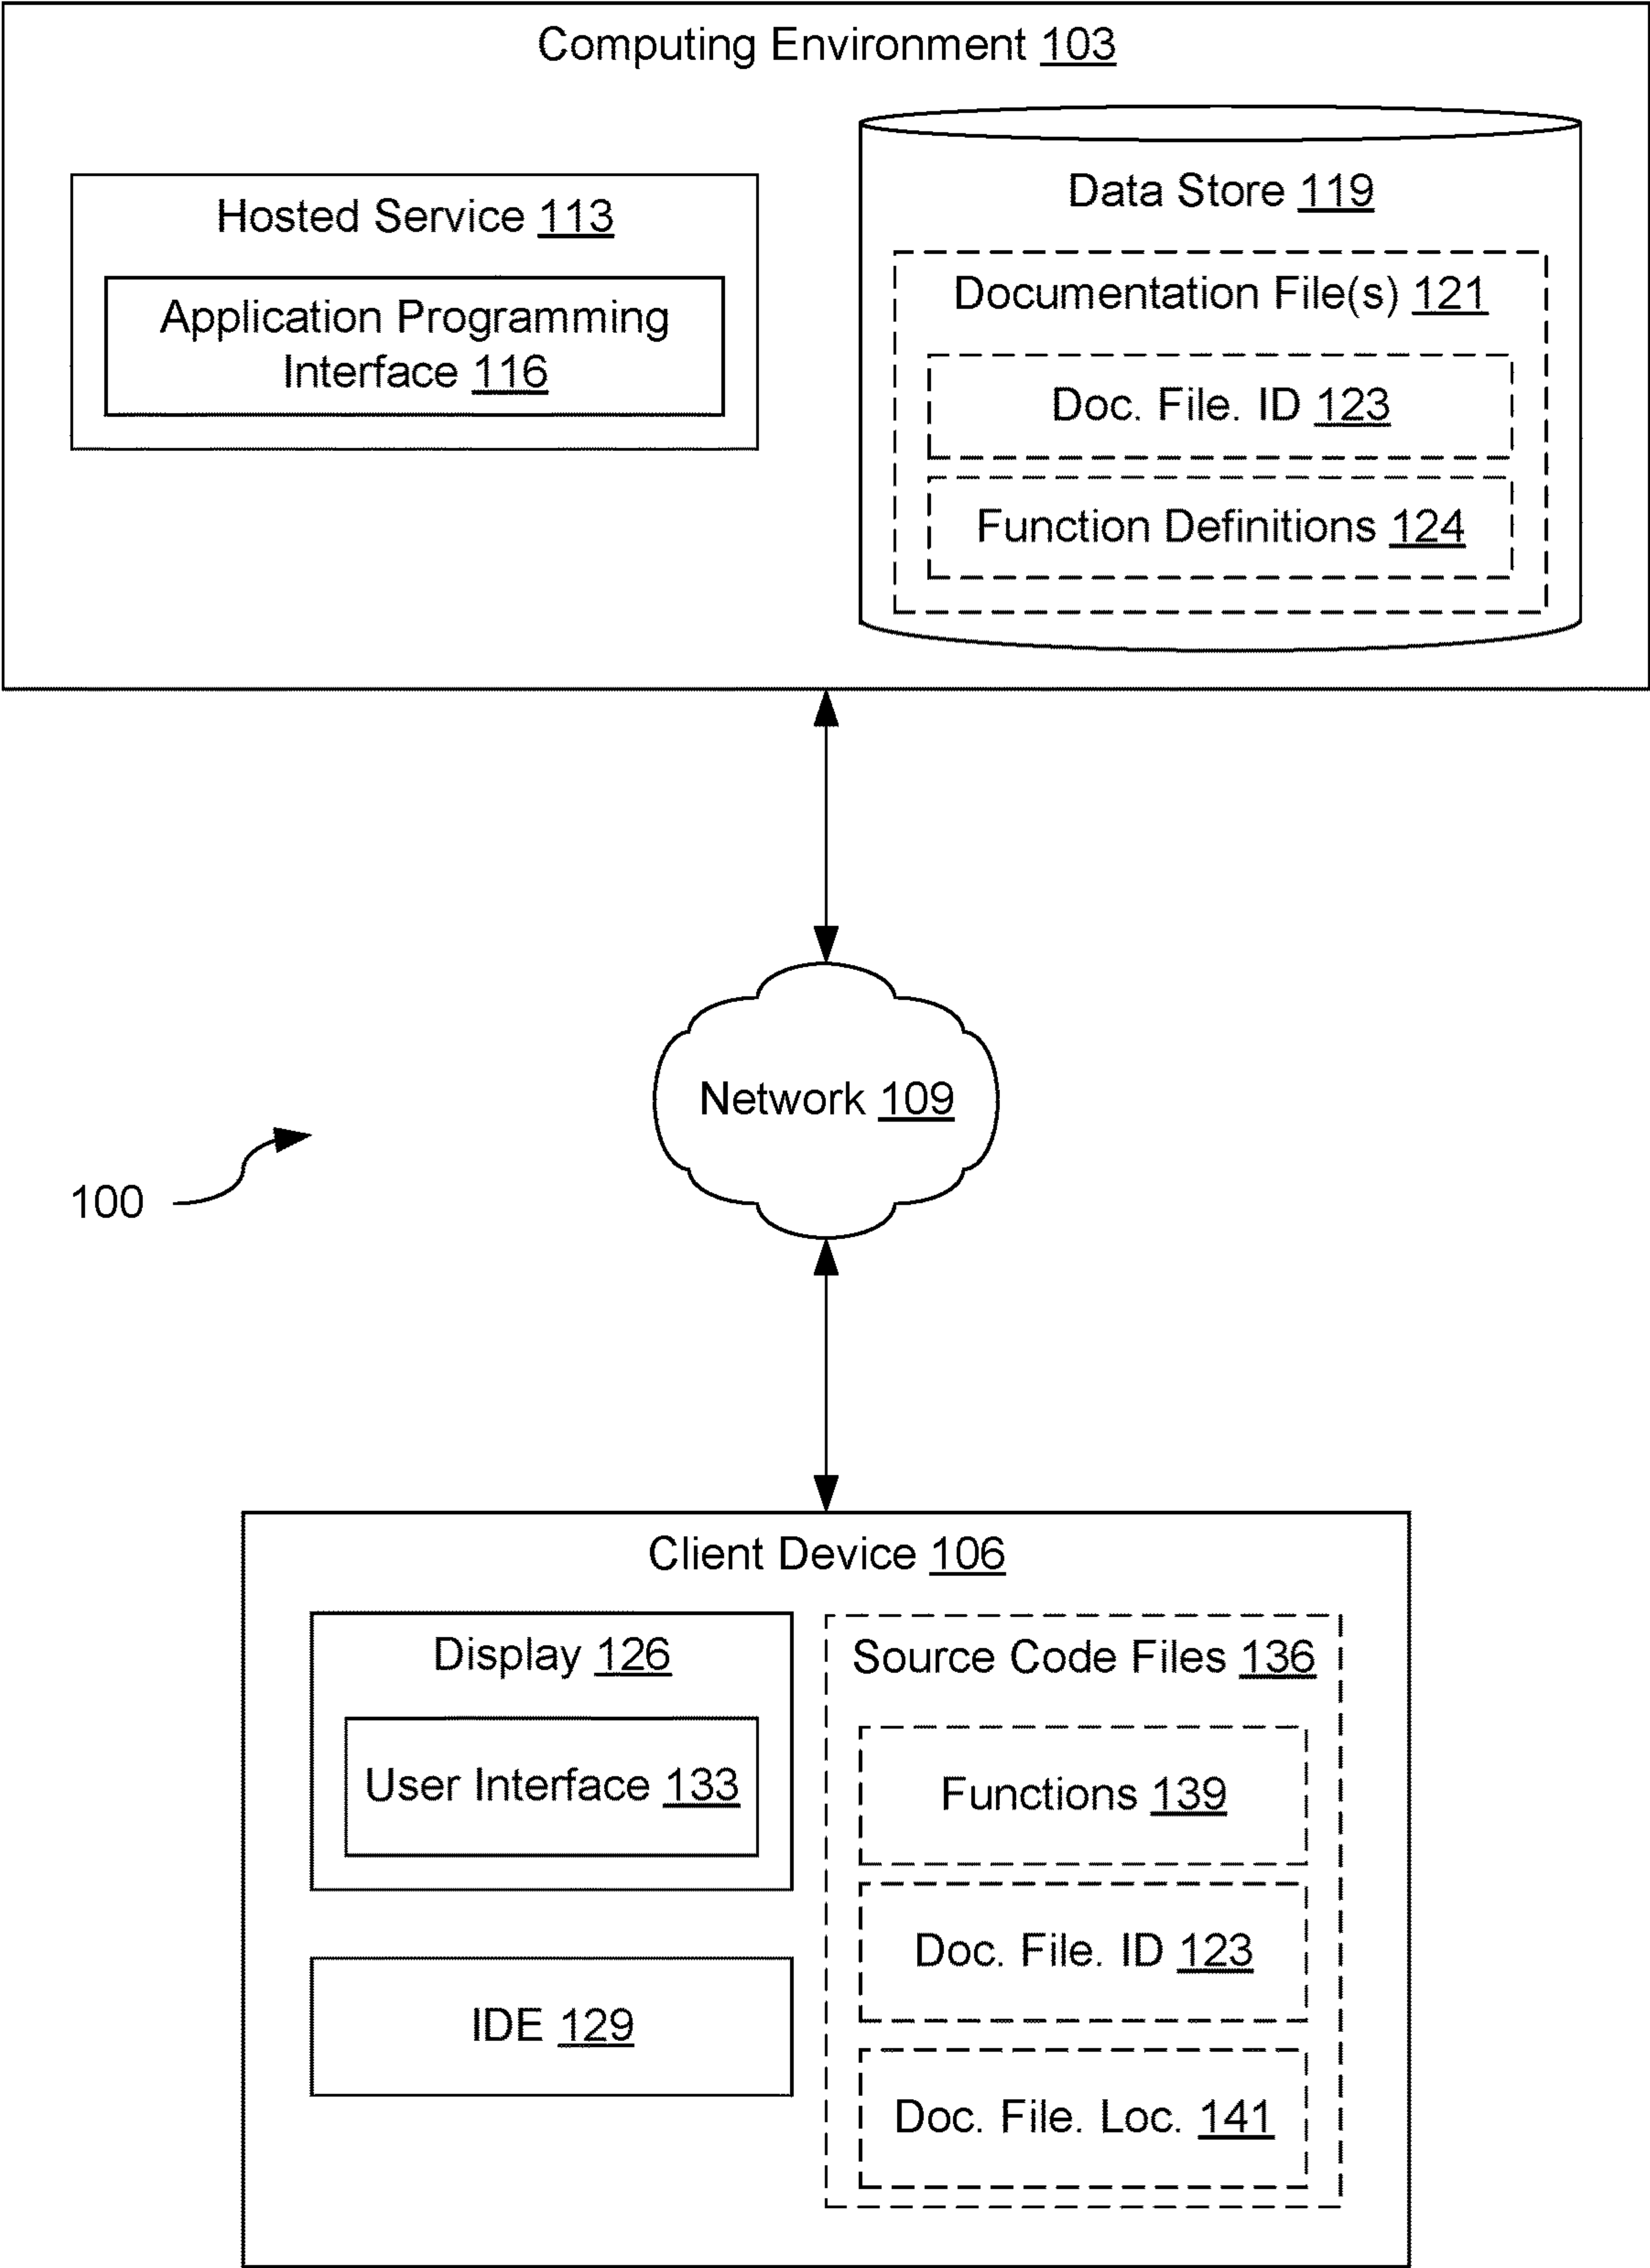 Computing Environment 103
Hosted Service 113
Application Programming
Interface 116
Data Store 119
Documentation File(s) 121
Doc. File. ID 123
Function Definitions 124
Network 109
100
Client Device 106
Display 126
User Interface 133
IDE 129
Source Code Files 136
Functions 139
Doc. File. ID 123
Doc. File. Loc. 141